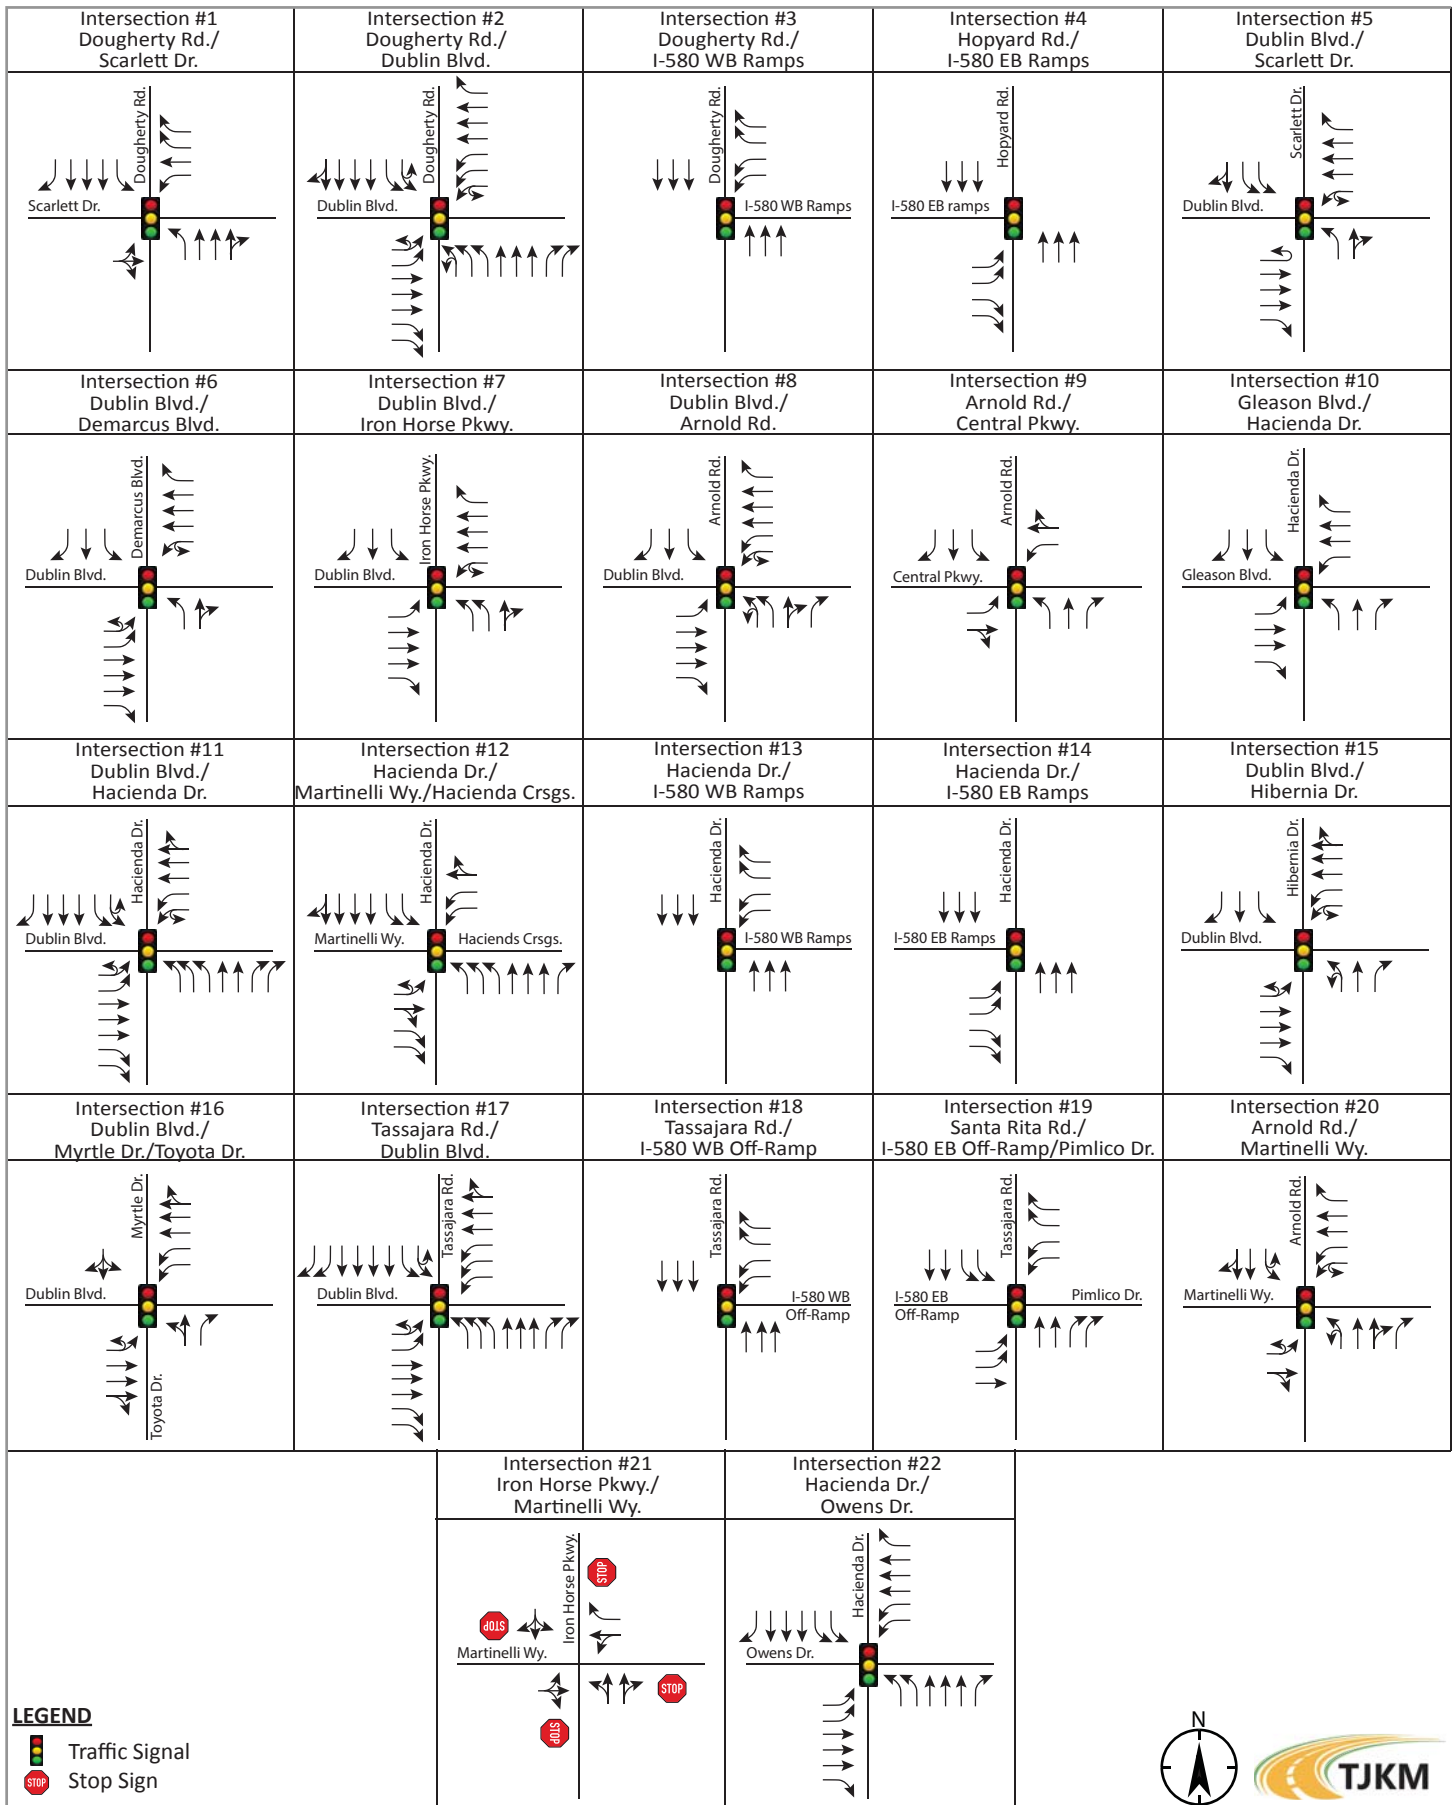 Intersection #1
Dougherty Rd./
Scarlett Dr.
Dougherty Rd.
Scarlett Dr.
Intersection #2
Dougherty Rd./
Dublin Blvd.
Dougherty Rd.
Dublin Blvd.
Intersection #3
Dougherty Rd./
I-580 WB Ramps
Dougherty Rd.
I-580 WB Ramps
Intersection #4
Hopyard Rd./
I-580 EB Ramps
Hopyard Rd.
I-580 EB ramps
Intersection #5
Dublin Blvd./
Scarlett Dr.
Scarlett Dr.
Dublin Blvd.
Intersection #6
Dublin Blvd./
Demarcus Blvd.
Demarcus Blvd.
Dublin Blvd.
Intersection #7
Dublin Blvd./
Iron Horse Pkwy.
Iron Horse Pkwy.
Dublin Blvd.
Intersection #8
Dublin Blvd./
Arnold Rd.
Arnold Rd.
Dublin Blvd.
Intersection #9
Arnold Rd./
Central Pkwy.
Arnold Rd.
Central Pkwy.
Intersection #10
Gleason Blvd./
Hacienda Dr.
Hacienda Dr.
Gleason Blvd.
Intersection #11
Dublin Blvd./
Hacienda Dr.
Hacienda Dr.
Dublin Blvd.
Intersection #12
Hacienda Dr./
Martinelli Wy./Hacienda Crsgs.
Hacienda Dr.
Martinelli Wy.
Haciends Crsgs.
Intersection #13
Hacienda Dr./
I-580 WB Ramps
Hacienda Dr.
I-580 WB Ramps
Intersection #14
Hacienda Dr./
I-580 EB Ramps
Hacienda Dr.
I-580 EB Ramps
Intersection #15
Dublin Blvd./
Hibernia Dr.
Hibernia Dr.
Dublin Blvd.
Intersection #16
Dublin Blvd./
Myrtle Dr./Toyota Dr.
Myrtle Dr.
Dublin Blvd.
Toyota Dr.
Intersection #17
Tassajara Rd./
Dublin Blvd.
Tassajara Rd.
Dublin Blvd.
Intersection #18
Tassajara Rd./
I-580 WB Off-Ramp
Tassajara Rd.
I-580 WB
Off-Ramp
Intersection #19
Santa Rita Rd./
I-580 EB Off-Ramp/Pimlico Dr.
Tassajara Rd.
I-580 EB
Off-Ramp
Pimlico Dr.
Intersection #20
Arnold Rd./
Martinelli Wy.
Arnold Rd.
Martinelli Wy.
Intersection #21
Iron Horse Pkwy./
Martinelli Wy.
Iron Horse Pkwy.
STOP
STOP
Martinelli Wy.
STOP
STOP
Intersection #22
Hacienda Dr./
Owens Dr.
Hacienda Dr.
Owens Dr.
LEGEND
Traffic Signal
STOP
Stop Sign
N
TJKM